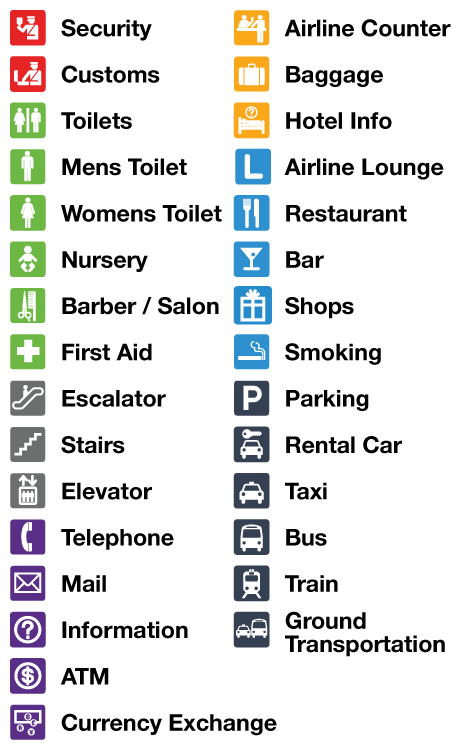 Security
Customs
Toilets
Mens Toilet
Womens Toilet
Nursery
Barber / Salon
First Aid
Escalator
Stairs
Elevator
Telephone
Mail
?
Information
$
ATM
Currency Exchange
Airline Counter
Baggage
?
Hotel Info
L
Airline Lounge
Restaurant
Bar
Shops
Smoking
P
Parking
Rental Car
Taxi
Bus
Train
Ground
Transportation